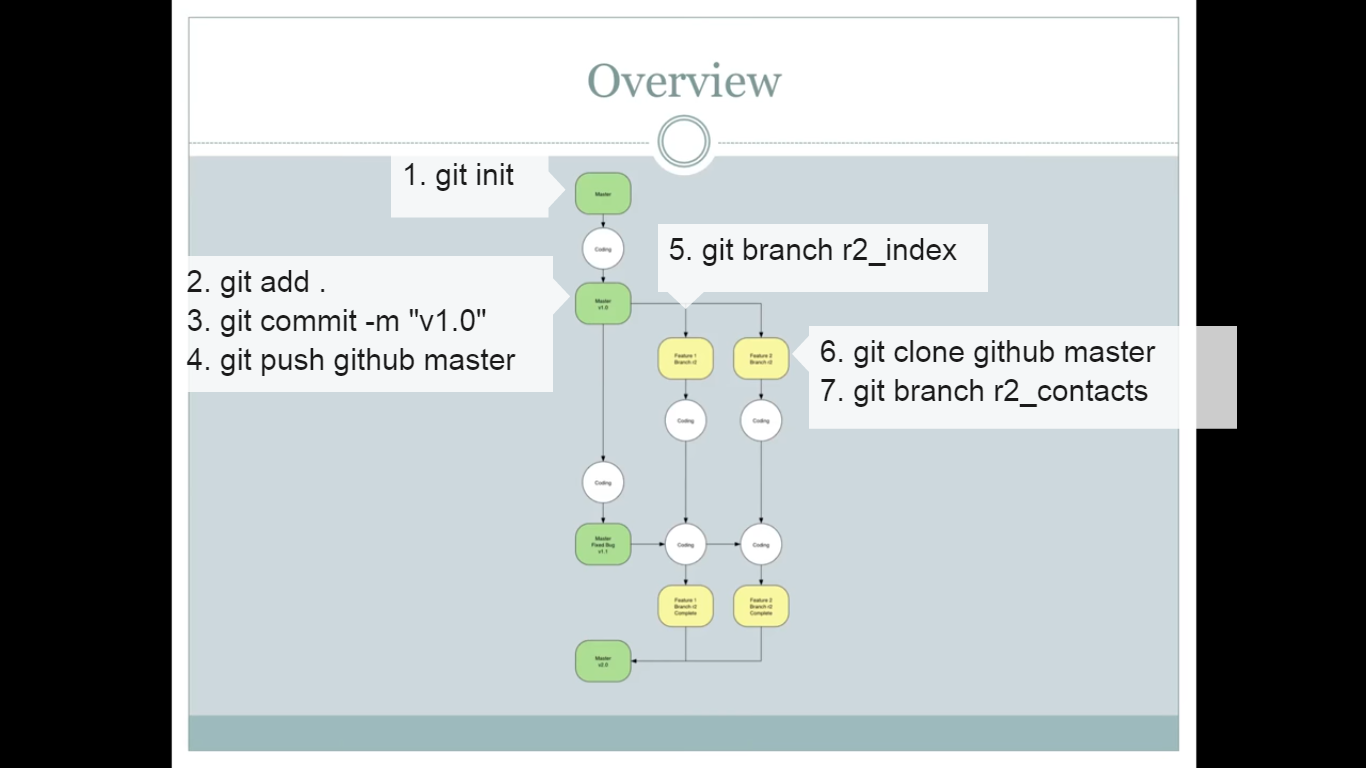 Overview
1. git init
Master
Coding
5. git branch r2_index
2. git add .
3. git commit -m "v1.0"
4. git push github master
Master
v1.0
6. git clone github master
7. git branch r2_contacts
Feature 1
Branch r2
Feature 2
Branch r2
Coding
Coding
Coding
Master
Fixed Bug
v1.1
Coding
Coding
Feature 1
Branch r2
Complete
Feature 2
Branch r2
Complete
Master
v2.0